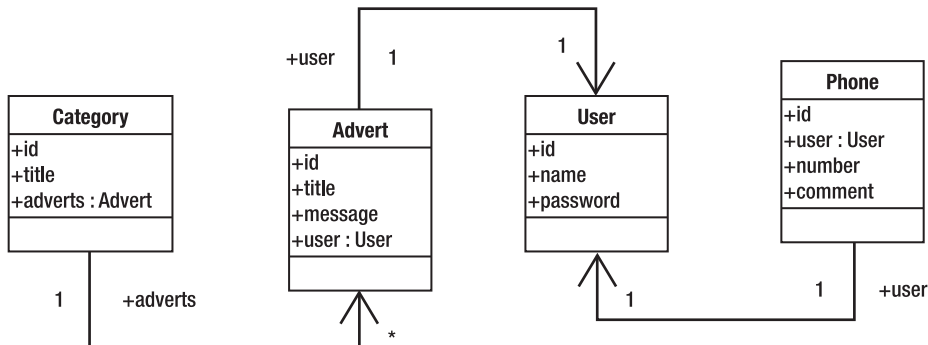 +user
1
1
Category
+id
+title
+adverts : Advert
Advert
+id
+title
+message
+user : User
User
+id
+name
+password
Phone
+id
+user : User
+number
+comment
1
+adverts
*
1
1
+user